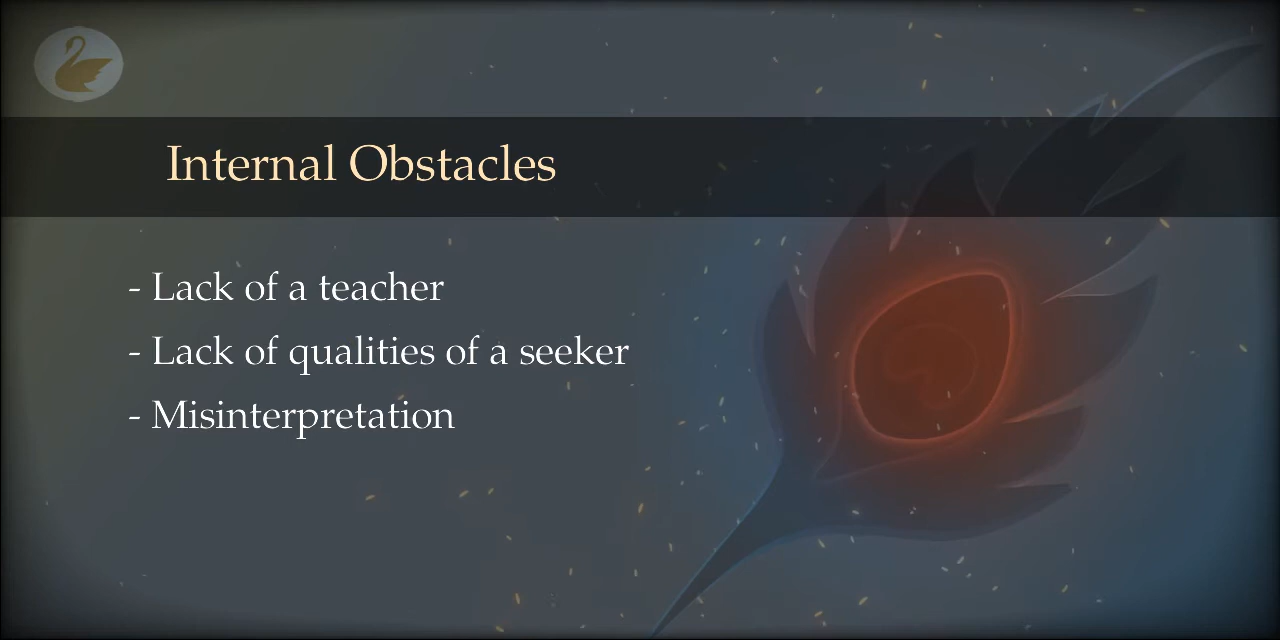 Internal Obstacles
- Lack of a teacher
- Lack of qualities of a seeker
- Misinterpretation